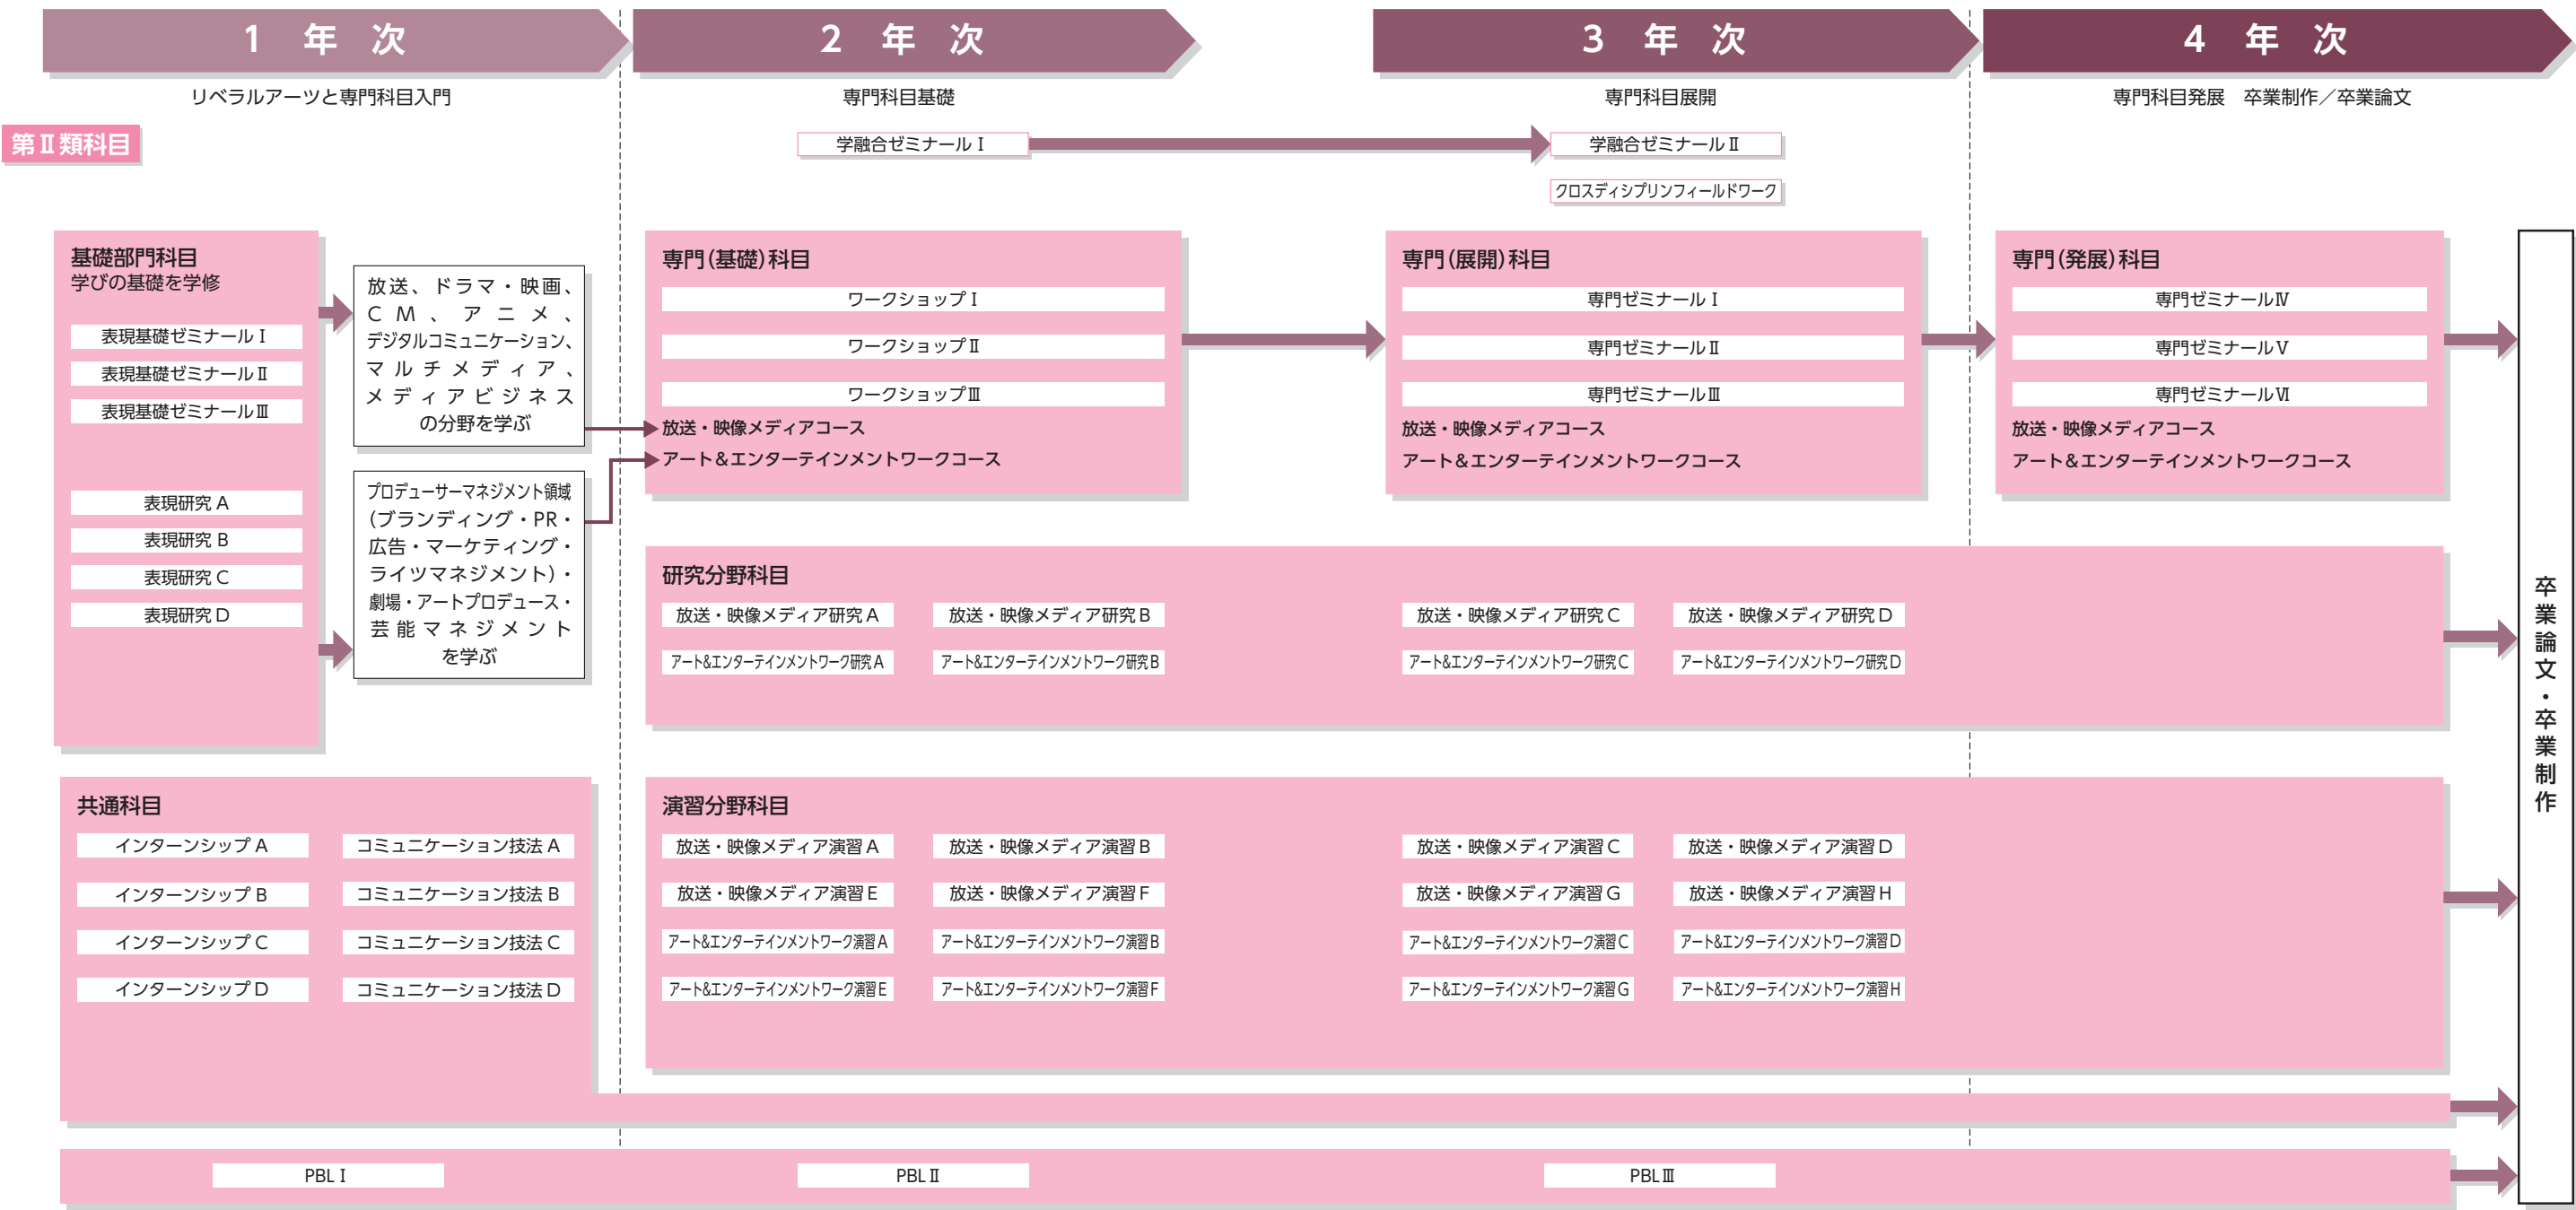 1 年 次
2 年 次
3 年 次
4 年 次
リベラルアーツと専門科目入門
専門科目基礎
専門科目展開
専門科目発展　卒業制作／卒業論文
第Ⅱ類科目
学融合ゼミナールⅠ
学融合ゼミナールⅡ
クロスディシプリンフィールドワーク
基礎部門科目
学びの基礎を学修
表現基礎ゼミナールⅠ
表現基礎ゼミナールⅡ
表現基礎ゼミナールⅢ
表現研究 A
表現研究 B
表現研究 C
表現研究 D
放送、ドラマ・映画、
CM、アニメ、
デジタルコミュニケーション、
マルチメディア、
メディアビジネス
の分野を学ぶ
プロデューサーマネジメント領域
(ブランディング・PR・
広告・マーケティング・
ライツマネジメント)・
劇場・アートプロデュース・
芸能マネジメント
を学ぶ
専門(基礎)科目
ワークショップⅠ
ワークショップⅡ
ワークショップⅢ
放送・映像メディアコース
アート＆エンターテインメントワークコース
専門(展開)科目
専門ゼミナールⅠ
専門ゼミナールⅡ
専門ゼミナールⅢ
放送・映像メディアコース
アート＆エンターテインメントワークコース
専門(発展)科目
専門ゼミナールⅣ
専門ゼミナールⅤ
専門ゼミナールⅥ
放送・映像メディアコース
アート＆エンターテインメントワークコース
研究分野科目
放送・映像メディア研究A
放送・映像メディア研究B
放送・映像メディア研究C
放送・映像メディア研究D
アート&エンターテインメントワーク研究A
アート&エンターテインメントワーク研究B
アート&エンターテインメントワーク研究C
アート&エンターテインメントワーク研究D
共通科目
インターンシップ A
コミュニケーション技法 A
インターンシップ B
コミュニケーション技法 B
インターンシップ C
コミュニケーション技法 C
インターンシップ D
コミュニケーション技法 D
演習分野科目
放送・映像メディア演習A
放送・映像メディア演習B
放送・映像メディア演習C
放送・映像メディア演習D
放送・映像メディア演習E
放送・映像メディア演習F
放送・映像メディア演習G
放送・映像メディア演習H
アート&エンターテインメントワーク演習A
アート&エンターテインメントワーク演習B
アート&エンターテインメントワーク演習C
アート&エンターテインメントワーク演習D
アート&エンターテインメントワーク演習E
アート&エンターテインメントワーク演習F
アート&エンターテインメントワーク演習G
アート&エンターテインメントワーク演習H
PBLⅠ
PBLⅡ
PBLⅢ
卒業論文・卒業制作